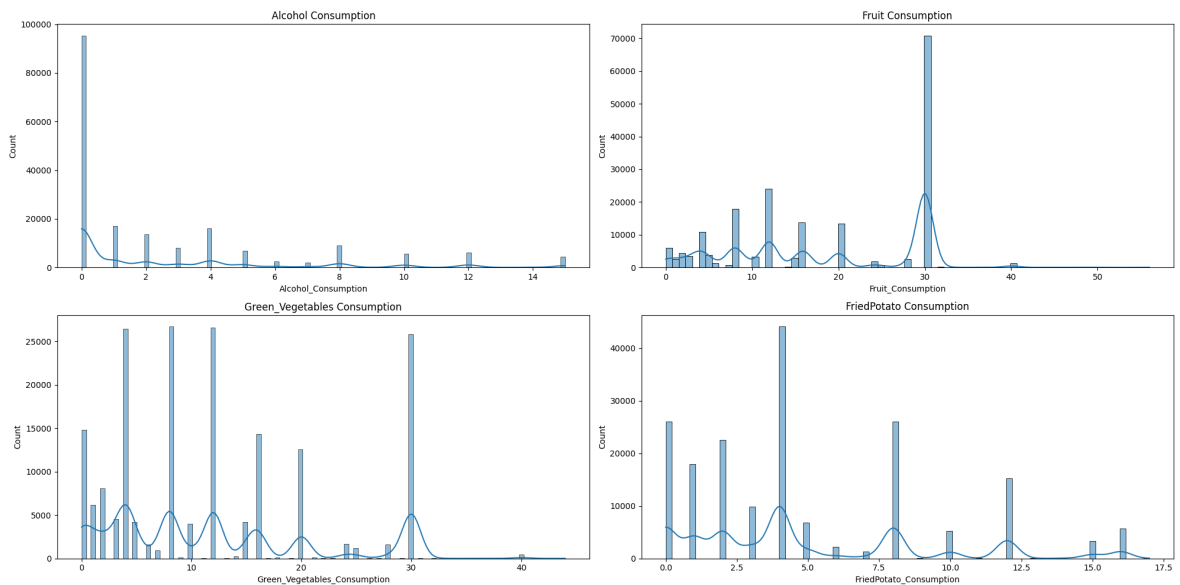 Alcohol Consumption
100000
80000
60000
40000
20000
0
Count
0 2 4 6 8 10 12 14
Alcohol_Consumption
Fruit Consumption
70000
60000
50000
40000
30000
20000
10000
0
Count
0 10 20 30 40 50
Fruit_Consumption
Green_Vegetables Consumption
25000
20000
15000
10000
5000
0
Count
0 10 20 30 40
Green_Vegetables_Consumption
FriedPotato Consumption
40000
30000
20000
10000
0
Count
0.0 2.5 5.0 7.5 10.0 12.5 15.0 17.5
FriedPotato_Consumption